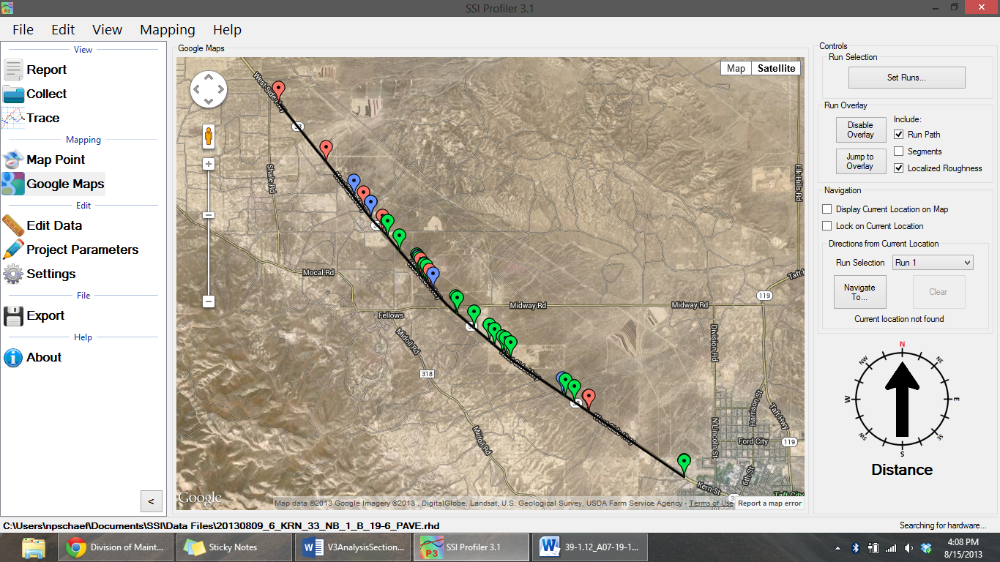 SSI Profiler 3.1
File Edit View Mapping Help
View
Report
Collect
Trace
Mapping
Map Point
Google Maps
Edit
Edit Data
Project Parameters
Settings
File
Export
Help
About
<
Google Maps
Map Satellite
West Side Hwy
33
Shale Rd
Elk Hills Rd
Mocal Rd
Taft H
119
Midway Rd
Midway Rd
Fellows
Midoil Rd
Division Rd
318
West Side Hwy
33
West Side Hwy
Midoil Rd
Harrison St
Taft Hwy
N Lincoln St
Ford City
119
6th St
Kern St
Taft City
Google
Map data ©2013 Google Imagery ©2013 , DigitalGlobe, Landsat, U.S. Geological Survey, USDA Farm Service Agency - Terms of Use
Report a map error
Controls
Run Selection
Set Runs...
Run Overlay
Disable
Overlay
Jump to
Overlay
Include:
Run Path
Segments
Localized Roughness
Navigation
Display Current Location on Map
Lock on Current Location
Directions from Current Location
Run Selection Run 1
Navigate
To...
Clear
Current location not found
N
NE
E
SE
S
SW
W
NW
Distance
C:\Users\npschaef\Documents\SSI\Data Files\20130809_6_KRN_33_NB_1_B_19-6_PAVE.rhd
Searching for hardware...
Division of Maint...
Sticky Notes
V3AnalysisSection...
P3
SSI Profiler 3.1
39-1.12_A07-19-1...
4:08 PM
8/15/2013